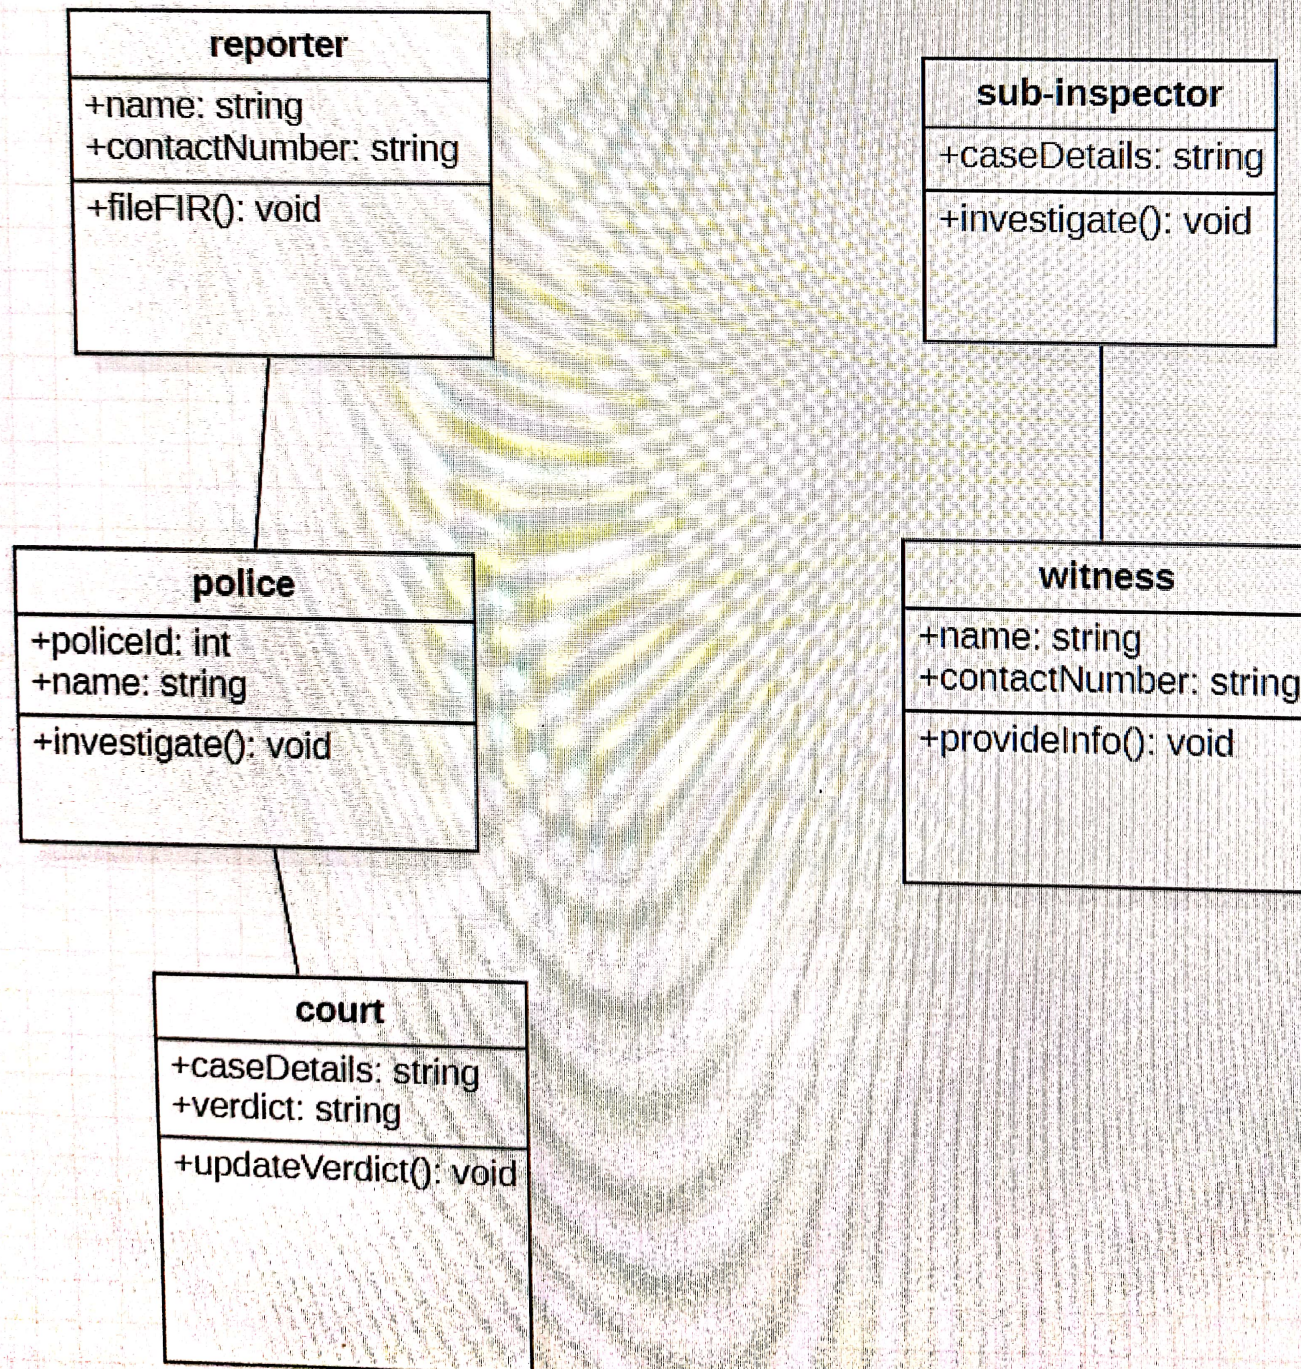 reporter
+name: string
+contactNumber: string
+fileFIR(): void
sub-inspector
+caseDetails: string
+investigate(): void
police
+policeId: int
+name: string
+investigate(): void
witness
+name: string
+contactNumber: string
+provideInfo(): void
court
+caseDetails: string
+verdict: string
+updateVerdict(): void